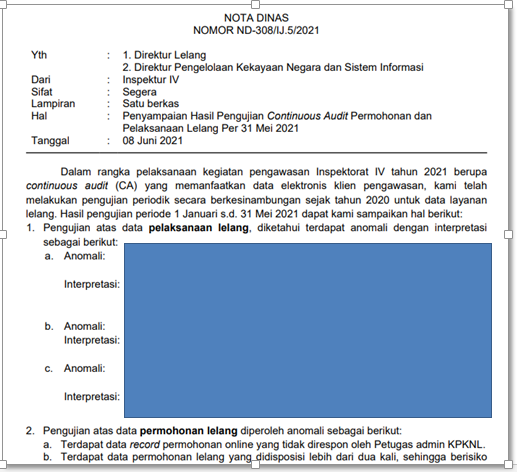 NOTA DINAS
NOMOR ND-308/IJ.5/2021
Yth : 1. Direktur Lelang
2. Direktur Pengelolaan Kekayaan Negara dan Sistem Informasi
Dari : Inspektur IV
Sifat : Segera
Lampiran : Satu berkas
Hal : Penyampaian Hasil Pengujian Continuous Audit Permohonan dan
Pelaksanaan Lelang Per 31 Mei 2021
Tanggal : 08 Juni 2021
Dalam rangka pelaksanaan kegiatan pengawasan Inspektorat IV tahun 2021 berupa
continuous audit (CA) yang memanfaatkan data elektronis klien pengawasan, kami telah
melakukan pengujian periodik secara berkesinambungan sejak tahun 2020 untuk data layanan
lelang. Hasil pengujian periode 1 Januari s.d. 31 Mei 2021 dapat kami sampaikan hal berikut:
1. Pengujian atas data pelaksanaan lelang, diketahui terdapat anomali dengan interpretasi
sebagai berikut:
a. Anomali:
Interpretasi:
b. Anomali:
Interpretasi:
c. Anomali:
Interpretasi:
2. Pengujian atas data permohonan lelang diperoleh anomali sebagai berikut:
a. Terdapat data record permohonan online yang tidak direspon oleh Petugas admin KPKNL.
b. Terdapat data permohonan lelang yang didisposisi lebih dari dua kali, sehingga berisiko